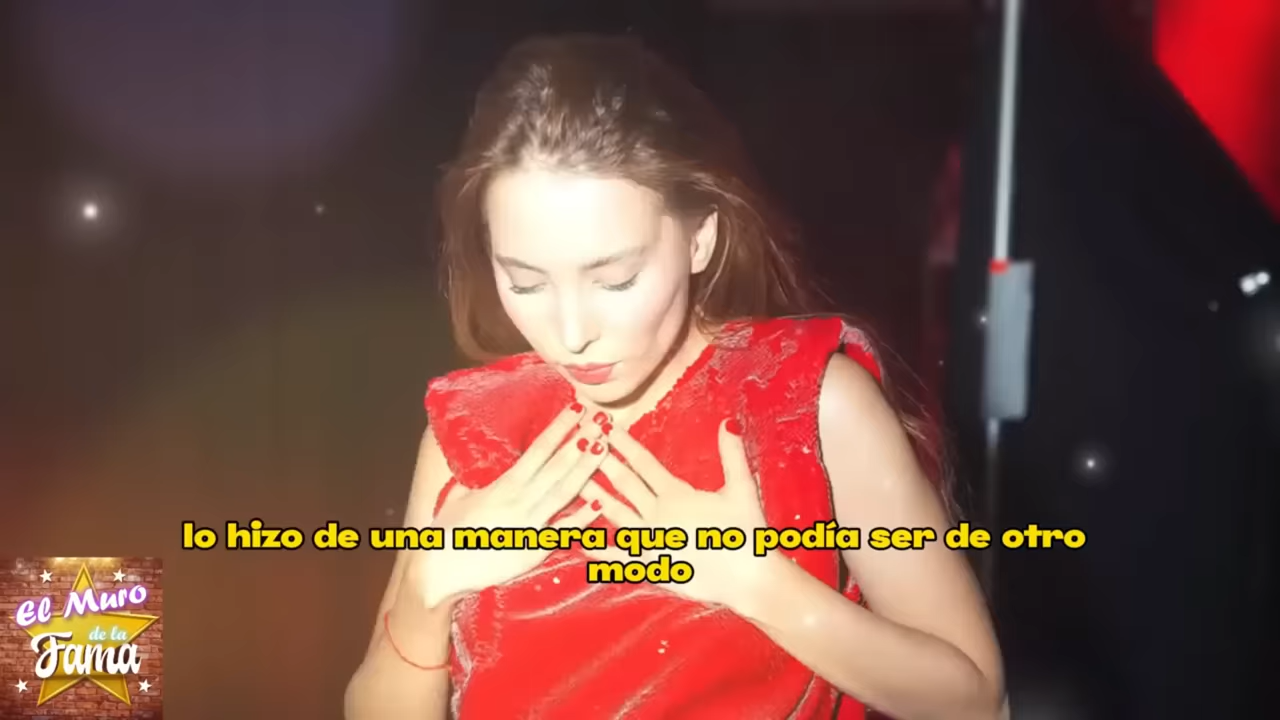 lo hizo de una manera que no podía ser de otro
modo
El Muro
de la
Fama